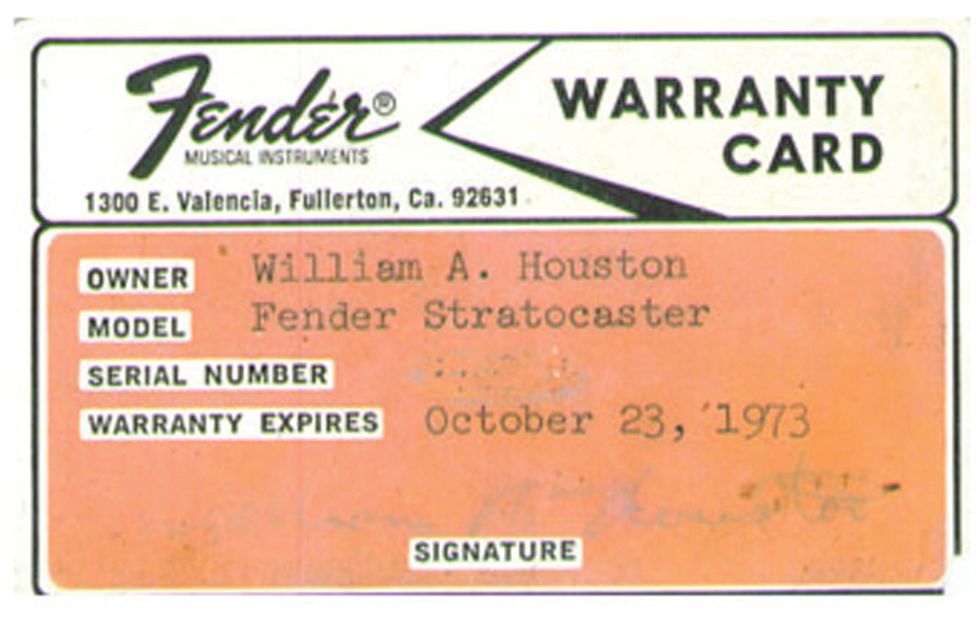 Fender®
MUSICAL INSTRUMENTS
1300 E. Valencia, Fullerton, Ca. 92631
WARRANTY
CARD
OWNER William A. Houston
MODEL Fender Stratocaster
SERIAL NUMBER
WARRANTY EXPIRES October 23, 1973
Houston
SIGNATURE